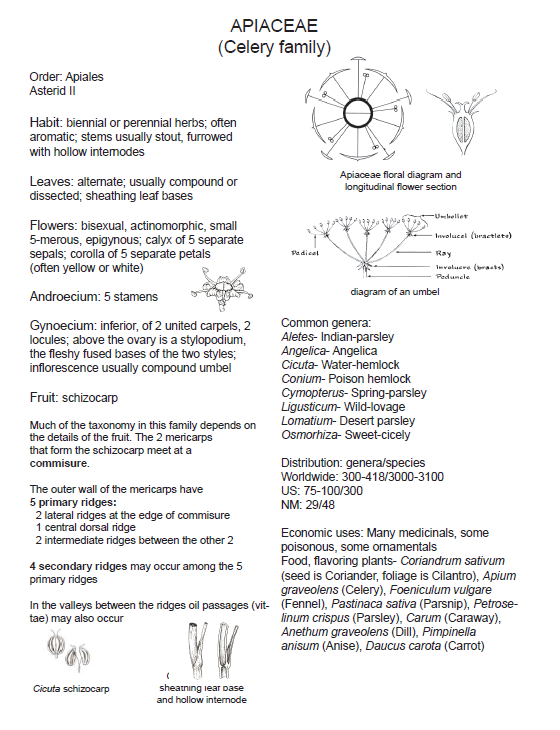 APIACEAE
(Celery family)
Order: Apiales
Asterid II
Habit: biennial or perennial herbs; often
aromatic; stems usually stout, furrowed
with hollow internodes
Leaves: alternate; usually compound or
dissected; sheathing leaf bases
Flowers: bisexual, actinomorphic, small
5-merous, epigynous; calyx of 5 separate
sepals; corolla of 5 separate petals
(often yellow or white)
Androecium: 5 stamens
Gynoecium: inferior, of 2 united carpels, 2
locules; above the ovary is a stylopodium,
the fleshy fused bases of the two styles;
inflorescence usually compound umbel
Fruit: schizocarp
Much of the taxonomy in this family depends on
the details of the fruit. The 2 mericarps
that form the schizocarp meet at a
commisure.
The outer wall of the mericarps have
5 primary ridges:
2 lateral ridges at the edge of commisure
1 central dorsal ridge
2 intermediate ridges between the other 2
4 secondary ridges may occur among the 5
primary ridges
In the valleys between the ridges oil passages (vit-
tae) may also occur
Cicuta schizocarp
sheathing leaf base
and hollow internode
Apiaceae floral diagram and
longitudinal flower section
Umbellet
Involucel (bractlets)
Pedicel
Ray
Involucre (bracts)
Peduncle
diagram of an umbel
Common genera:
Aletes- Indian-parsley
Angelica- Angelica
Cicuta- Water-hemlock
Conium- Poison hemlock
Cymopterus- Spring-parsley
Ligusticum- Wild-lovage
Lomatium- Desert parsley
Osmorhiza- Sweet-cicely
Distribution: genera/species
Worldwide: 300-418/3000-3100
US: 75-100/300
NM: 29/48
Economic uses: Many medicinals, some
poisonous, some ornamentals
Food, flavoring plants- Coriandrum sativum
(seed is Coriander, foliage is Cilantro), Apium
graveolens (Celery), Foeniculum vulgare
(Fennel), Pastinaca sativa (Parsnip), Petrose-
linum crispus (Parsley), Carum (Caraway),
Anethum graveolens (Dill), Pimpinella
anisum (Anise), Daucus carota (Carrot)